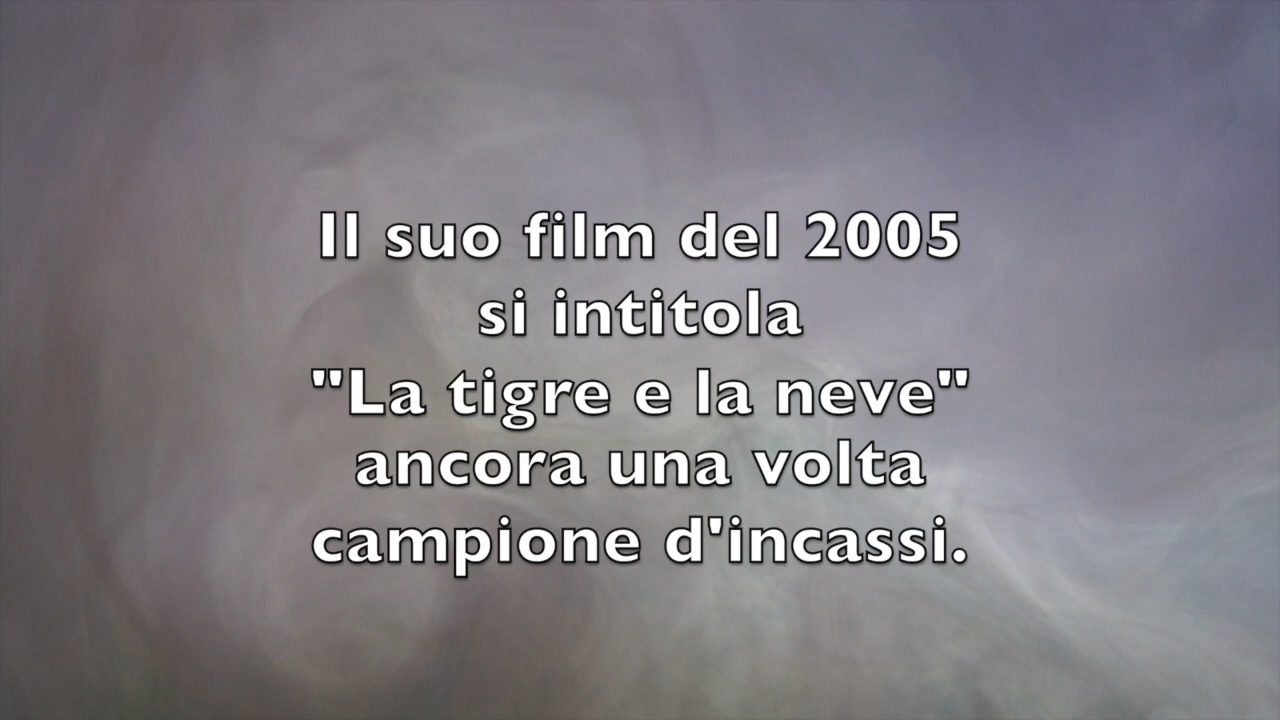 Il suo film del 2005
si intitola
"La tigre e la neve"
ancora una volta
campione d'incassi.